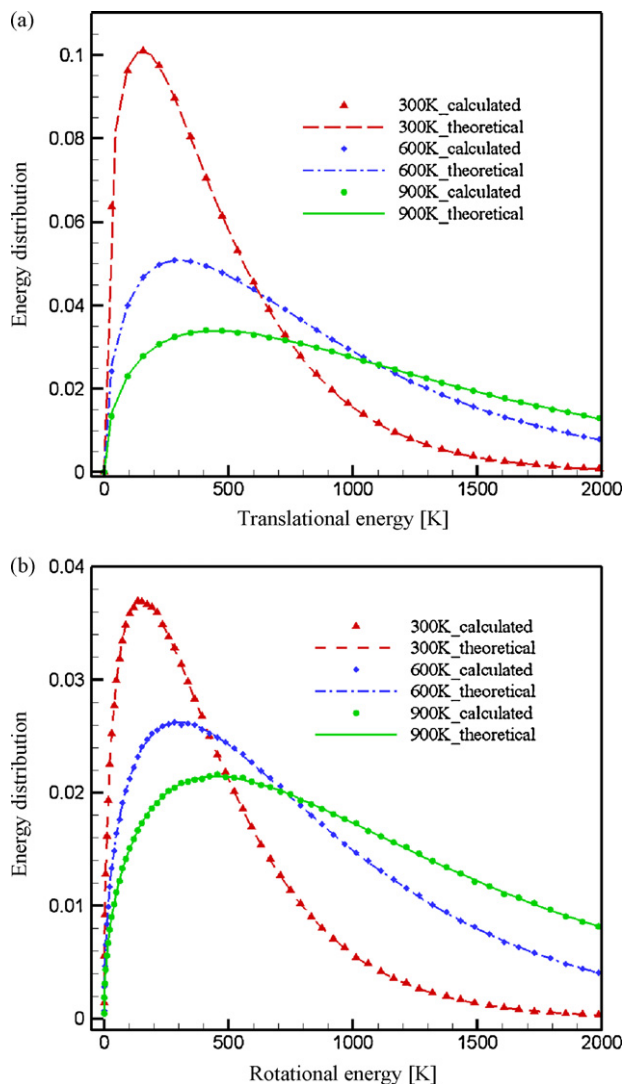 (a)
0.1
0.08
0.06
0.04
0.02
0
Energy distribution
300K_calculated
300K_theoretical
600K_calculated
600K_theoretical
900K_calculated
900K_theoretical
0
500
1000
1500
2000
Translational energy [K]
(b)
0.04
0.03
0.02
0.01
0
Energy distribution
300K_calculated
300K_theoretical
600K_calculated
600K_theoretical
900K_calculated
900K_theoretical
0
500
1000
1500
2000
Rotational energy [K]